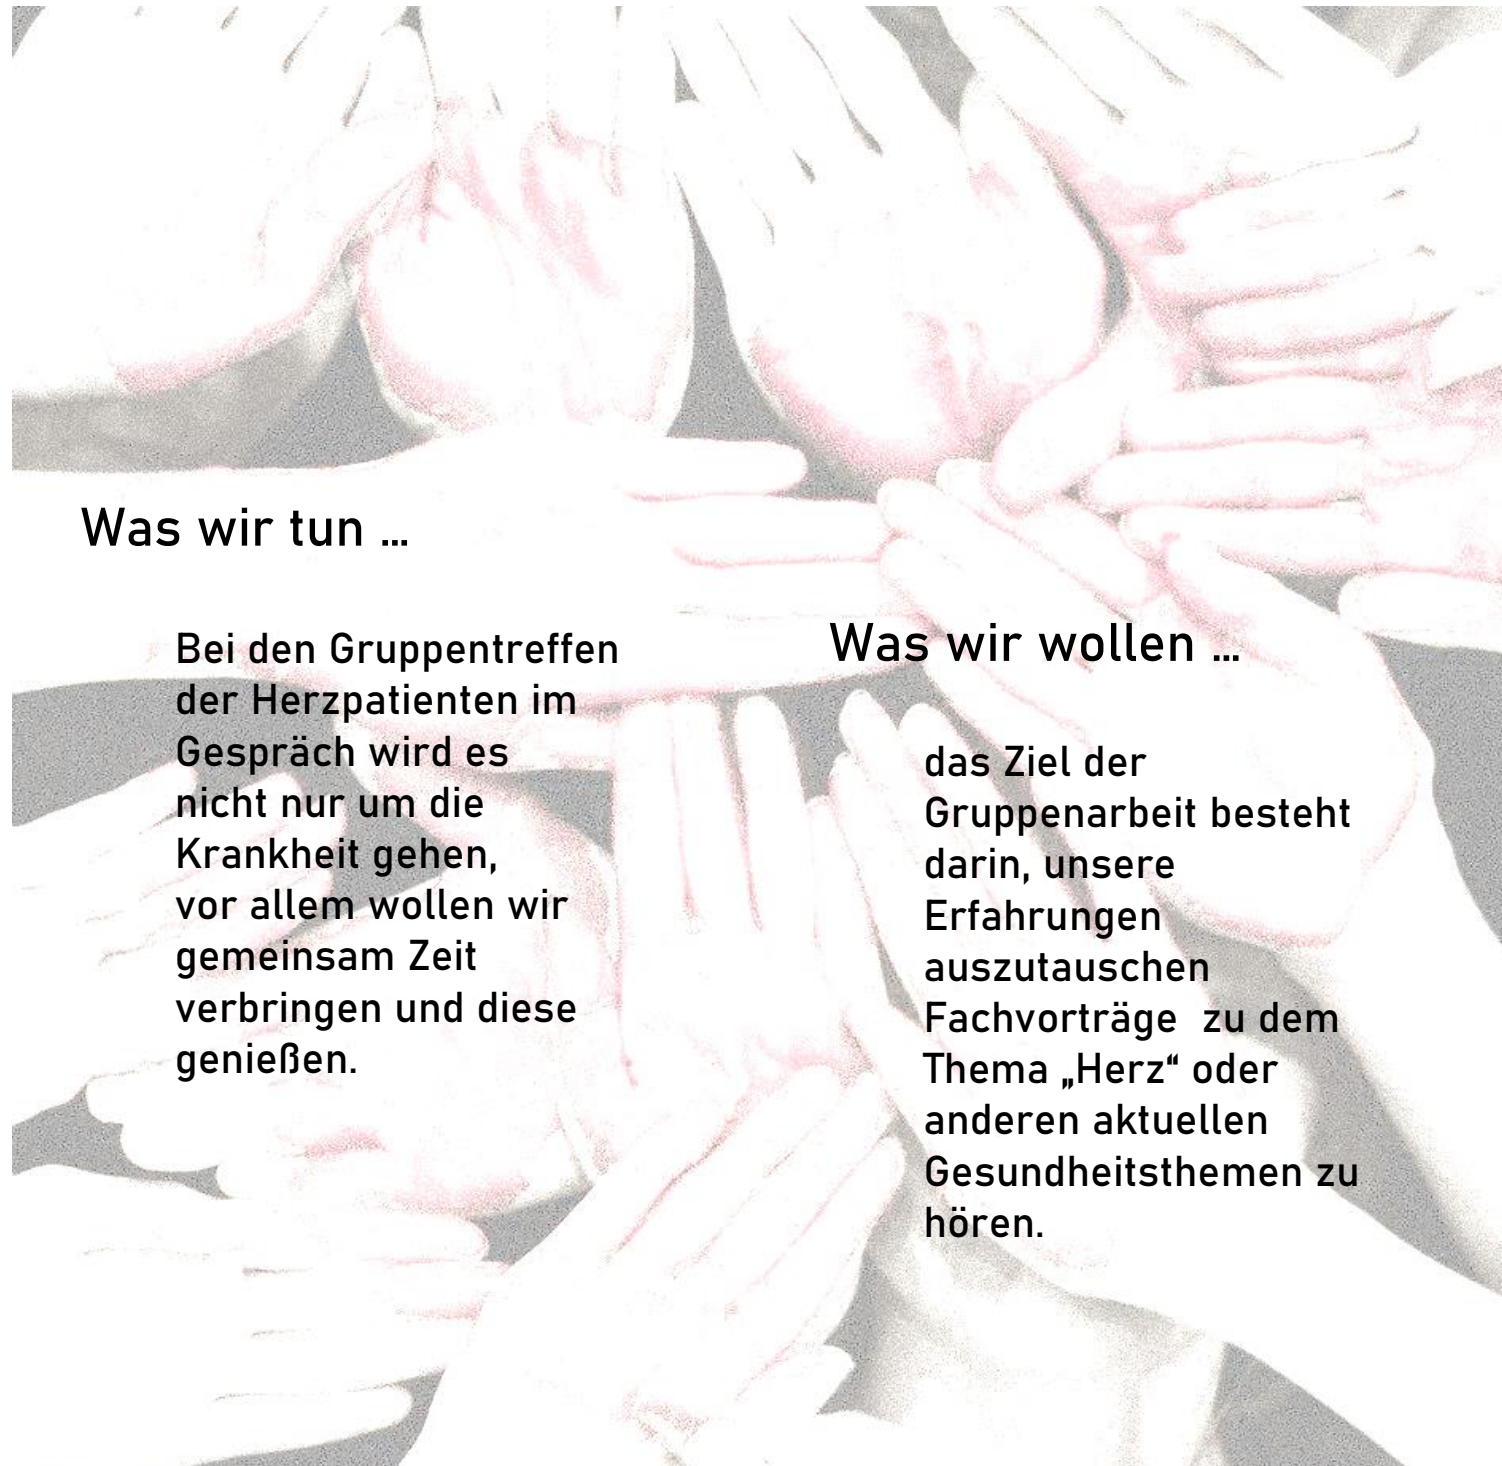 Was wir tun …
Bei den Gruppentreffen
der Herzpatienten im
Gespräch wird es
nicht nur um die
Krankheit gehen,
vor allem wollen wir
gemeinsam Zeit
verbringen und diese
genießen.
Was wir wollen …
das Ziel der
Gruppenarbeit besteht
darin, unsere
Erfahrungen
auszutauschen
Fachvorträge  zu dem
Thema „Herz“ oder
anderen aktuellen
Gesundheitsthemen zu
hören.